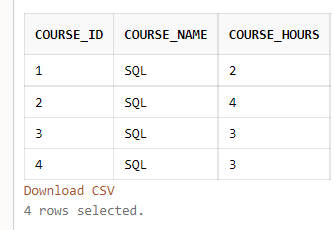 COURSE_ID COURSE_NAME COURSE_HOURS
1 SQL 2
2 SQL 4
3 SQL 3
4 SQL 3
Download CSV
4 rows selected.